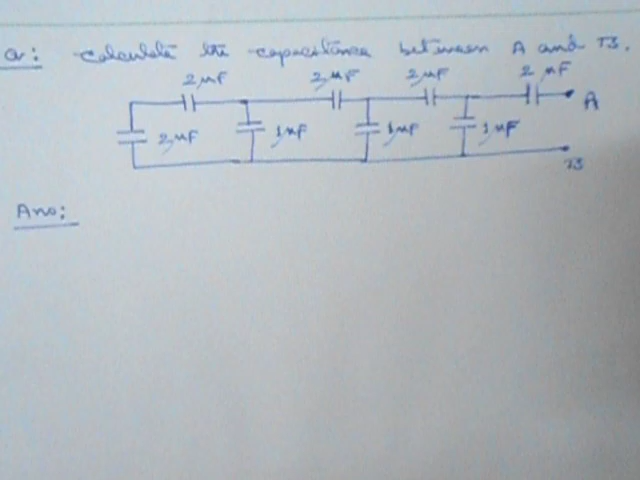 Q: Calculate the capacitance between A and B.
2μF 2μF 2μF 2μF
A
2μF 1μF 1μF 1μF
B
Ans: